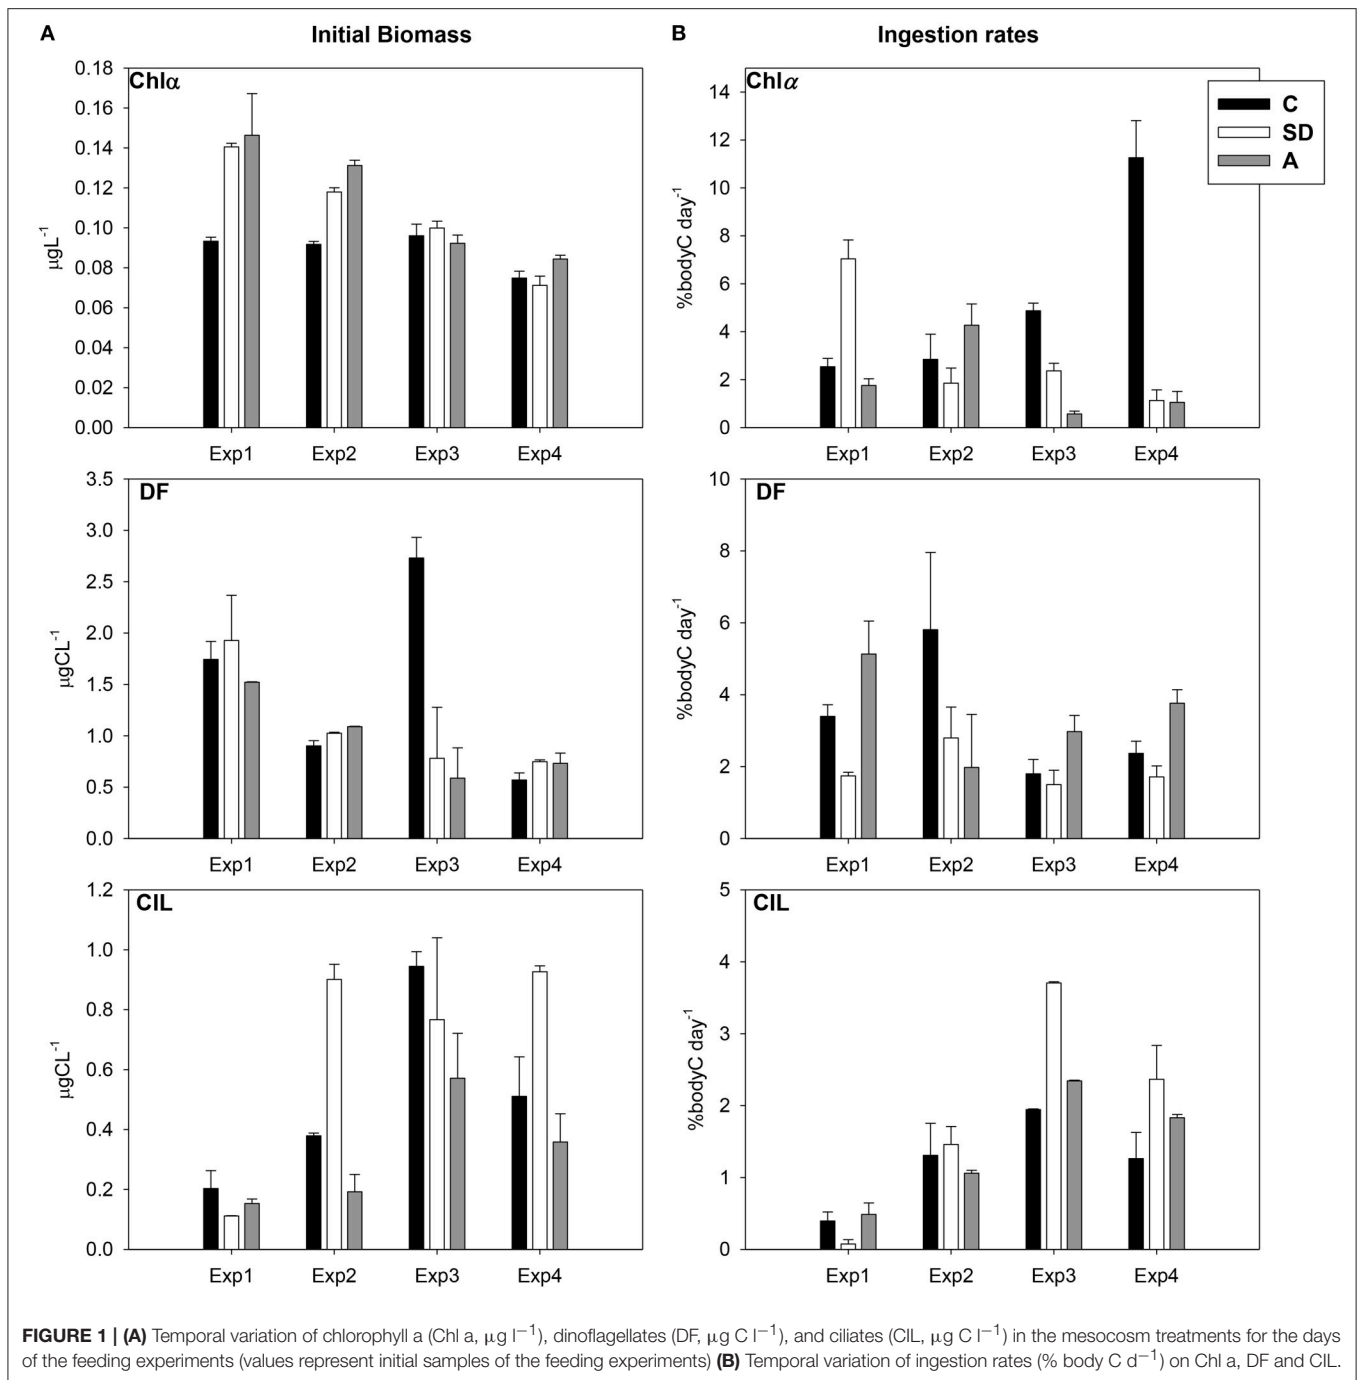 A Initial Biomass
B Ingestion rates
Chlα
μgL-1
0.18
0.16
0.14
0.12
0.10
0.08
0.06
0.04
0.02
0.00
Exp1 Exp2 Exp3 Exp4
Chlα
%bodyC day-1
14
12
10
8
6
4
2
0
Exp1 Exp2 Exp3 Exp4
C
SD
A
DF
μgCL-1
3.5
3.0
2.5
2.0
1.5
1.0
0.5
0.0
Exp1 Exp2 Exp3 Exp4
DF
%bodyC day-1
10
8
6
4
2
0
Exp1 Exp2 Exp3 Exp4
CIL
μgCL-1
1.2
1.0
0.8
0.6
0.4
0.2
0.0
Exp1 Exp2 Exp3 Exp4
CIL
%bodyC day-1
5
4
3
2
1
0
Exp1 Exp2 Exp3 Exp4
FIGURE 1 | (A) Temporal variation of chlorophyll a (Chl a, μg l−1), dinoflagellates (DF, μg C l−1), and ciliates (CIL, μg C l−1) in the mesocosm treatments for the days
of the feeding experiments (values represent initial samples of the feeding experiments) (B) Temporal variation of ingestion rates (% body C d−1) on Chl a, DF and CIL.